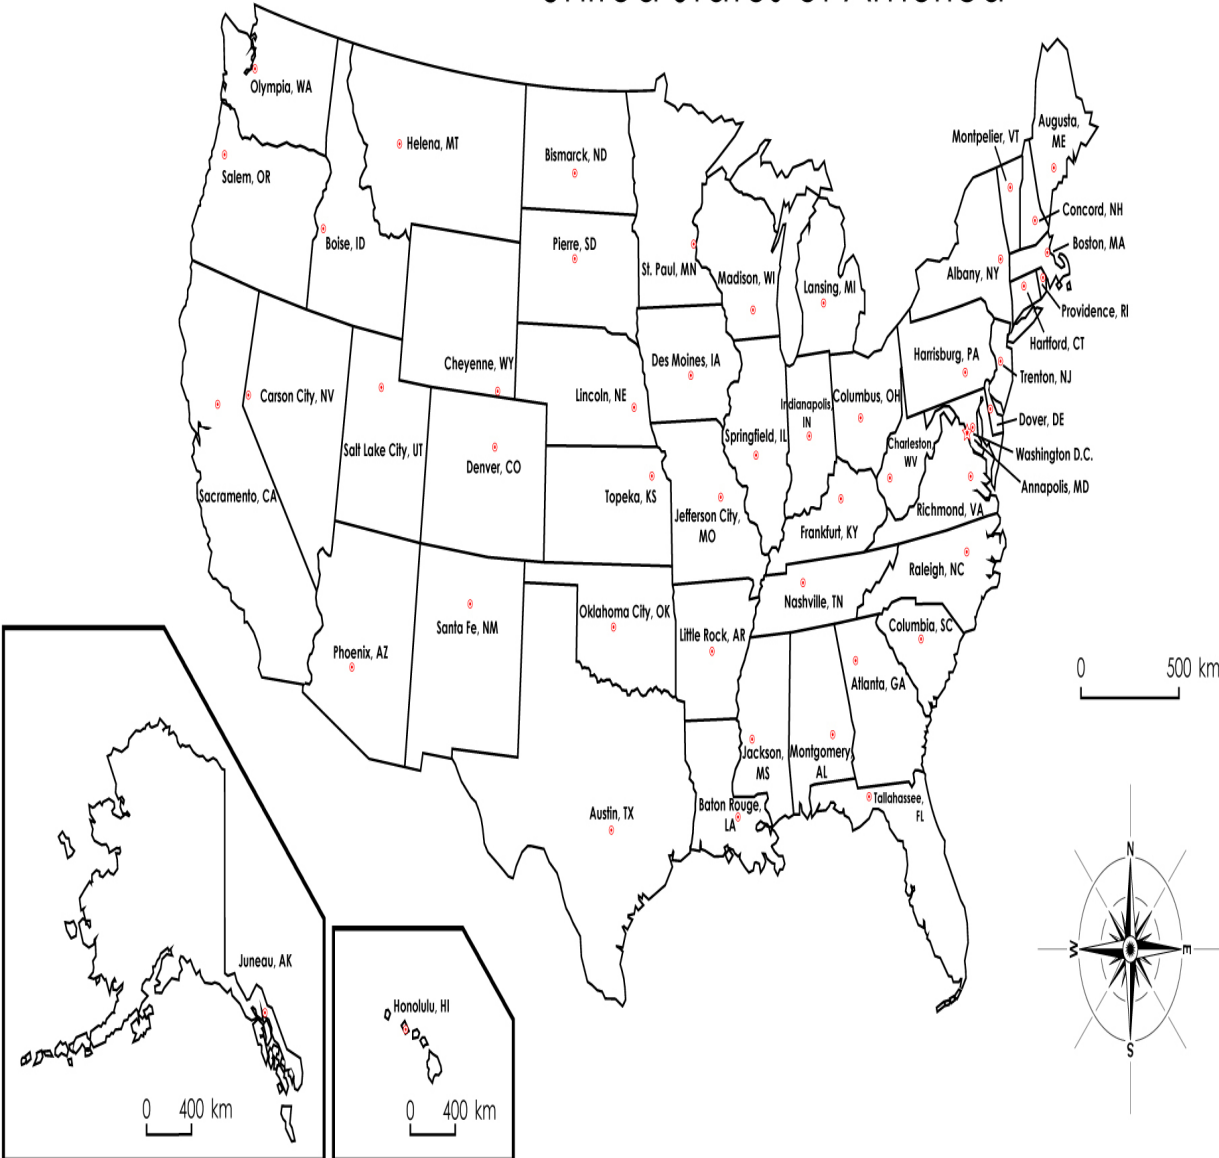 United States of America
Olympia, WA
Helena, MT
Bismarck, ND
Montpelier, VT
Augusta,
ME
Salem, OR
Boise, ID
Pierre, SD
St. Paul, MN
Madison, WI
Lansing, MI
Albany, NY
Concord, NH
Boston, MA
Providence, RI
Hartford, CT
Cheyenne, WY
Des Moines, IA
Harrisburg, PA
Trenton, NJ
Carson City, NV
Lincoln, NE
Indianapolis,
IN
Columbus, OH
Dover, DE
Salt Lake City, UT
Denver, CO
Springfield, IL
Charleston,
WV
Washington D.C.
Annapolis, MD
Sacramento, CA
Topeka, KS
Jefferson City,
MO
Frankfurt, KY
Richmond, VA
Raleigh, NC
Nashville, TN
Santa Fe, NM
Oklahoma City, OK
Little Rock, AR
Columbia, SC
Phoenix, AZ
Atlanta, GA
0 500 km
Jackson,
MS
Montgomery,
AL
Austin, TX
Baton Rouge,
LA
Tallahassee,
FL
N
W
E
S
Juneau, AK
0 400 km
Honolulu, HI
0 400 km